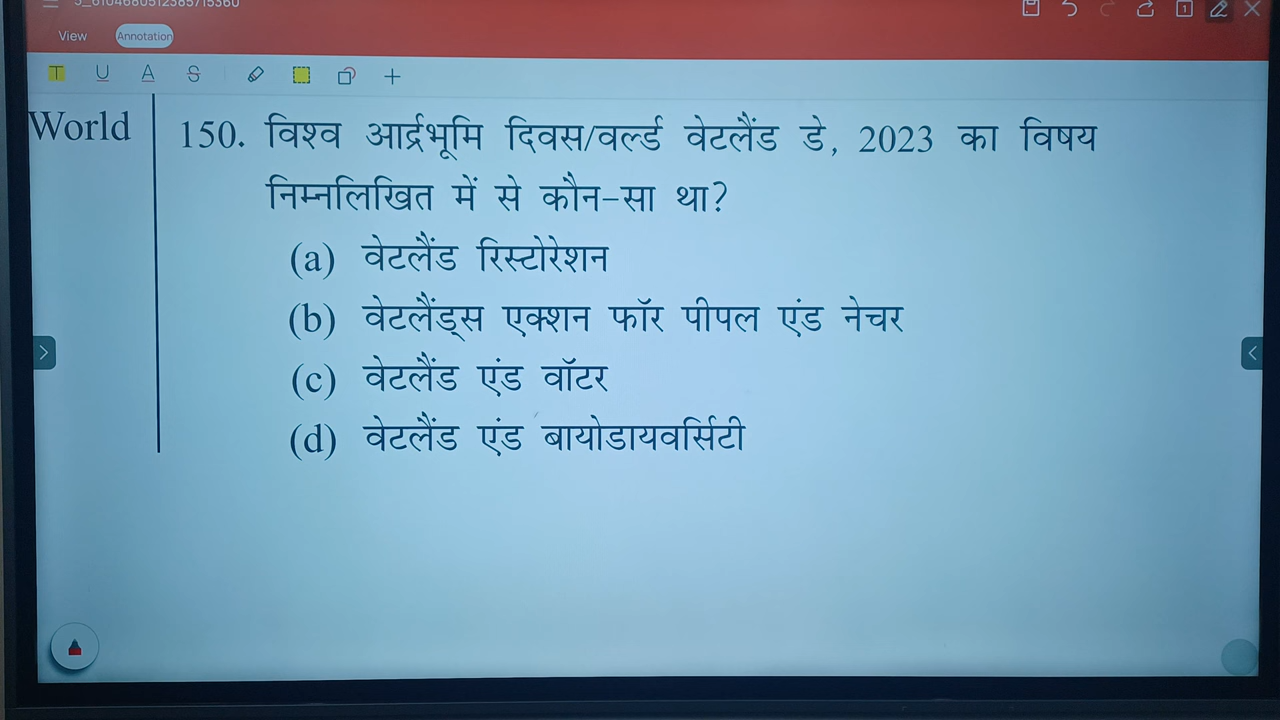 View
Annotation
T U A S
1
World
150. विश्व आर्द्रभूमि दिवस/वर्ल्ड वेटलैंड डे, 2023 का विषय
निम्नलिखित में से कौन-सा था?
(a) वेटलैंड रिस्टोरेशन
(b) वेटलैंड्स एक्शन फॉर पीपल एंड नेचर
(c) वेटलैंड एंड वॉटर
(d) वेटलैंड एंड बायोडायवर्सिटी